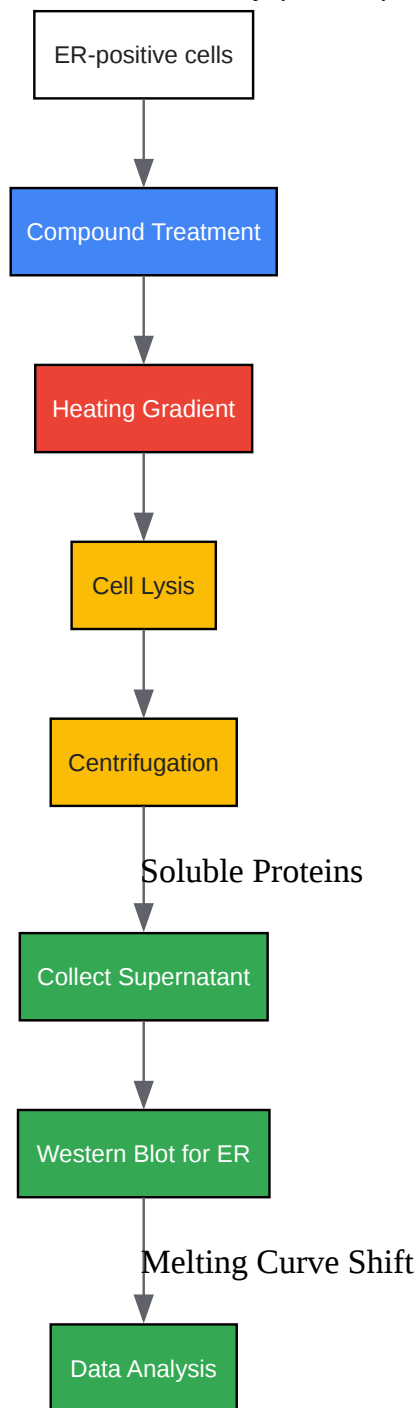 ER-positive cells
Compound Treatment
Heating Gradient
Cell Lysis
Centrifugation
Soluble Proteins
Collect Supernatant
Western Blot for ER
Melting Curve Shift
Data Analysis